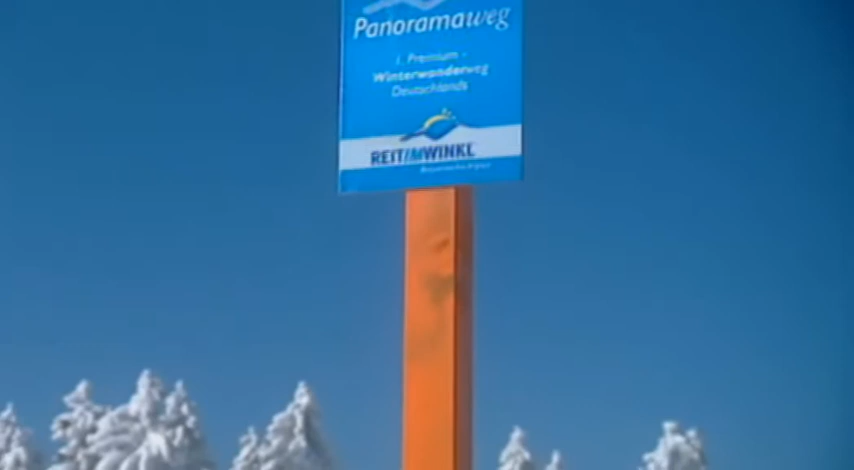 Panoramaweg
1. Premium -
Winterwanderweg
Deutschlands
REIT IM WINKL